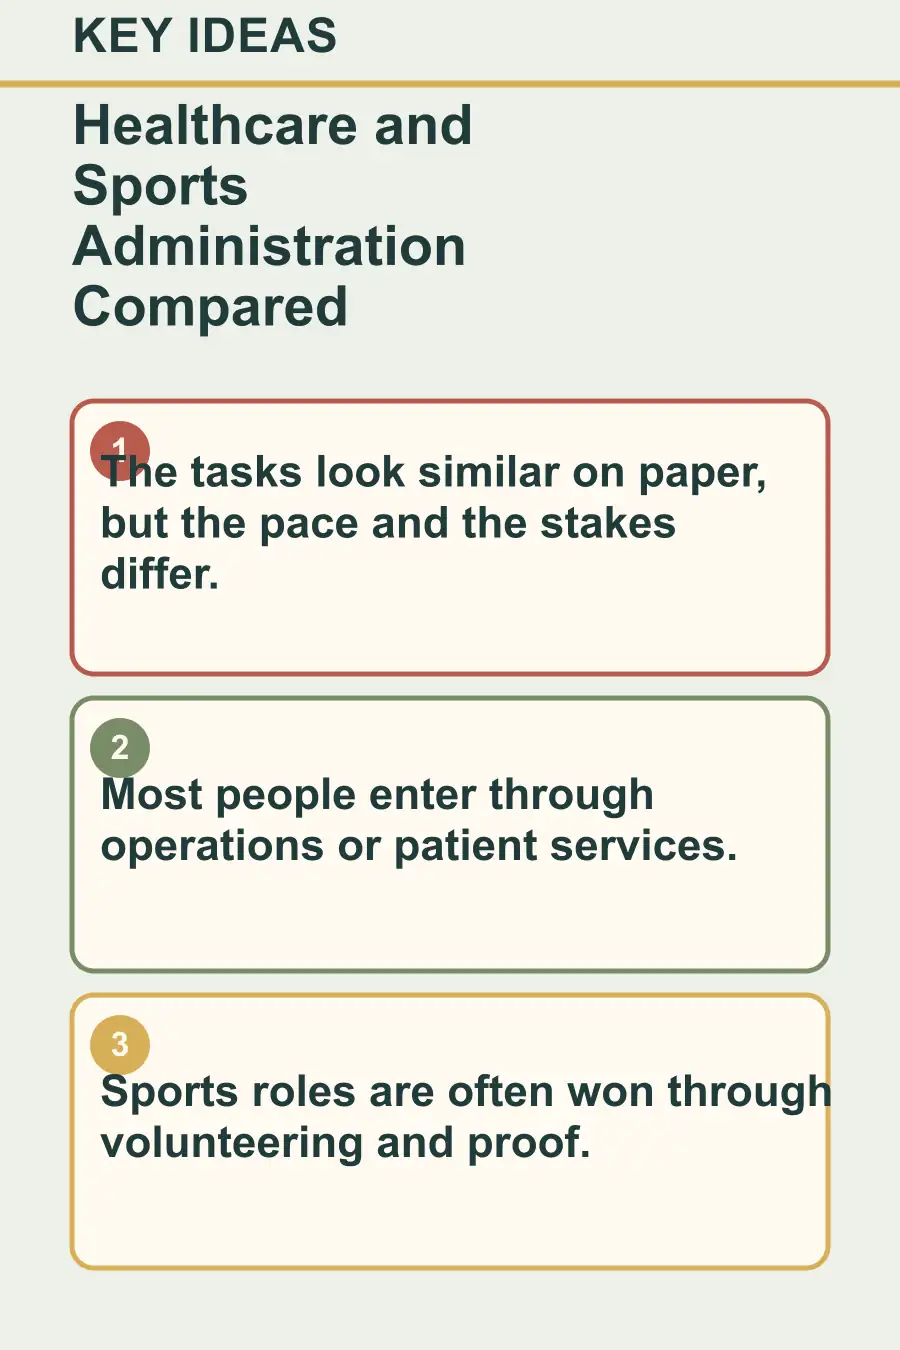 KEY IDEAS
Healthcare and
Sports
Administration
Compared
1
The tasks look similar on paper,
but the pace and the stakes
differ.
2
Most people enter through
operations or patient services.
3
Sports roles are often won through
volunteering and proof.